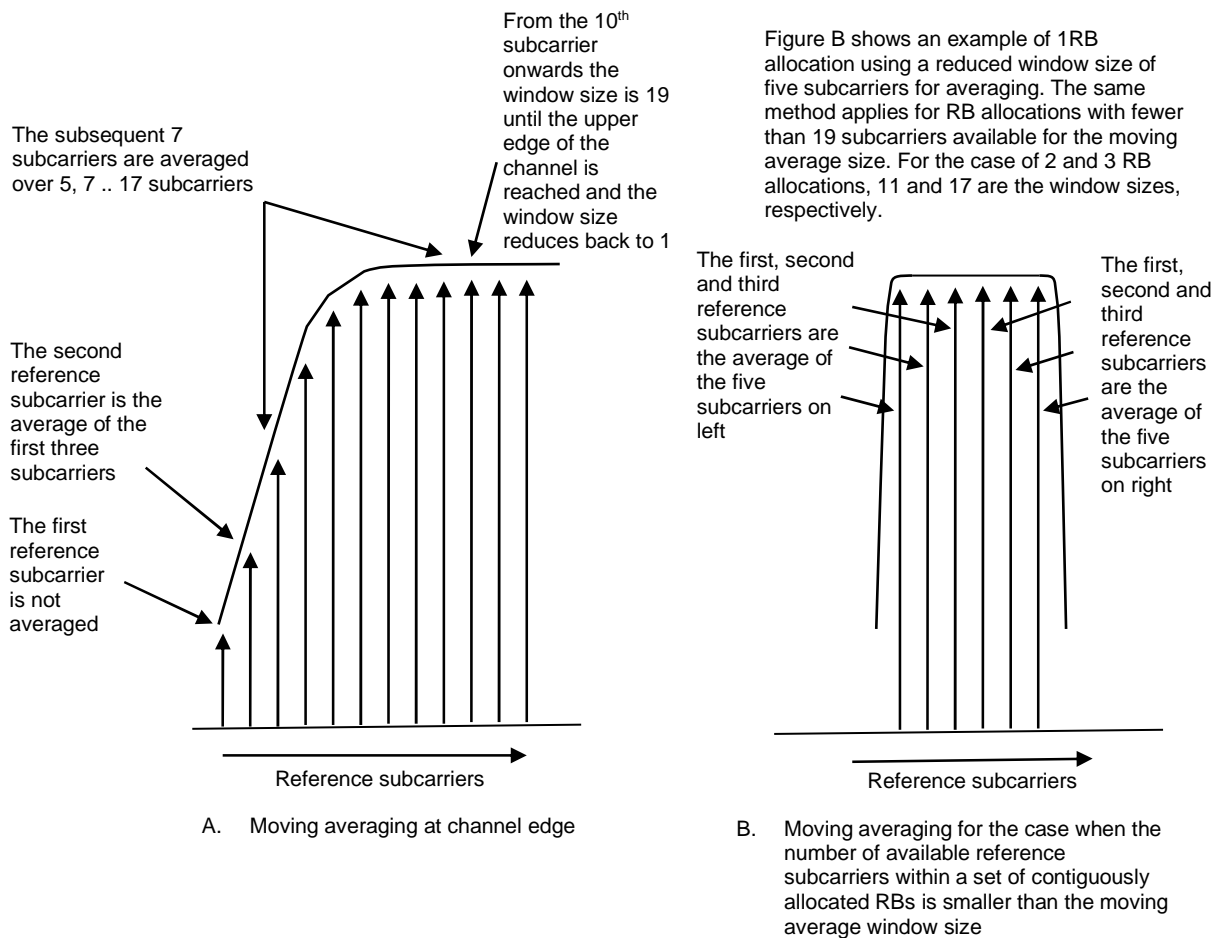 From the 10th
subcarrier
onwards the
window size is 19
until the upper
edge of the
channel is
reached and the
window size
reduces back to 1
Figure B shows an example of 1RB
allocation using a reduced window size of
five subcarriers for averaging. The same
method applies for RB allocations with fewer
than 19 subcarriers available for the moving
average size. For the case of 2 and 3 RB
allocations, 11 and 17 are the window sizes,
respectively.
The subsequent 7
subcarriers are averaged
over 5, 7 .. 17 subcarriers
The second
reference
subcarrier is the
average of the
first three
subcarriers
The first
reference
subcarrier
is not
averaged
Reference subcarriers
A. Moving averaging at channel edge
The first, second
and third
reference
subcarriers are
the average of
the five
subcarriers on
left
The first,
second and
third
reference
subcarriers
are the
average of
the five
subcarriers
on right
Reference subcarriers
B. Moving averaging for the case when the
number of available reference
subcarriers within a set of contiguously
allocated RBs is smaller than the moving
average window size